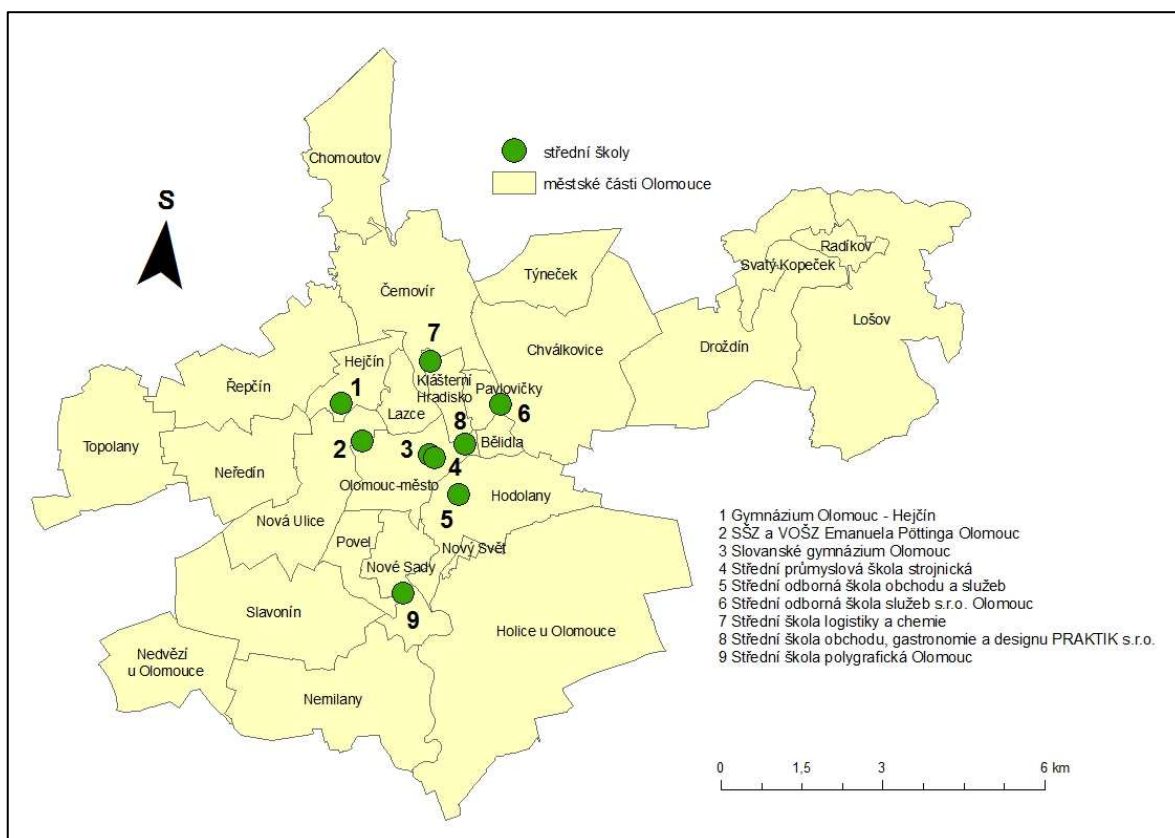 Chomoutov
střední školy
městské části Olomouce
S
Radíkov
Svatý Kopeček
Týneček
Černovír
Lošov
7
Droždín
Chválkovice
Hejčín
Klášterní
Hradisko
Pavlovičky
Řepčín
1
6
Lazce
8
Topolany
2
3
Bělidla
Neředín
4
Olomouc-město
Hodolany
5
Nová Ulice
Povel
Nový Svět
Nové Sady
9
Slavonín
Holice u Olomouce
Nedvězí
u Olomouce
Nemilany
1 Gymnázium Olomouc - Hejčín
2 SŠZ a VOŠZ Emanuela Pöttinga Olomouc
3 Slovanské gymnázium Olomouc
4 Střední průmyslová škola strojnická
5 Střední odborná škola obchodu a služeb
6 Střední odborná škola služeb s.r.o. Olomouc
7 Střední škola logistiky a chemie
8 Střední škola obchodu, gastronomie a designu PRAKTIK s.r.o.
9 Střední škola polygrafická Olomouc
0 1,5 3 6 km